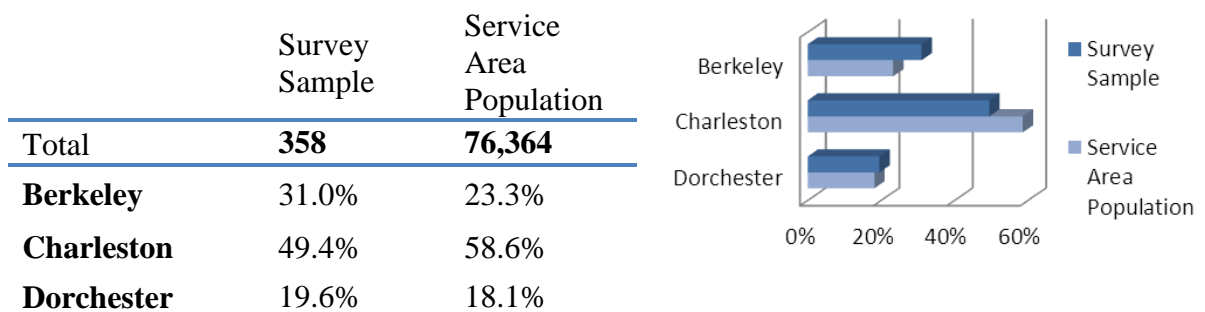 Survey Sample Service Area Population
Total 358 76,364
Berkeley 31.0% 23.3%
Charleston 49.4% 58.6%
Dorchester 19.6% 18.1%
Berkeley
Charleston
Dorchester
0% 20% 40% 60%
Survey
Sample
Service
Area
Population